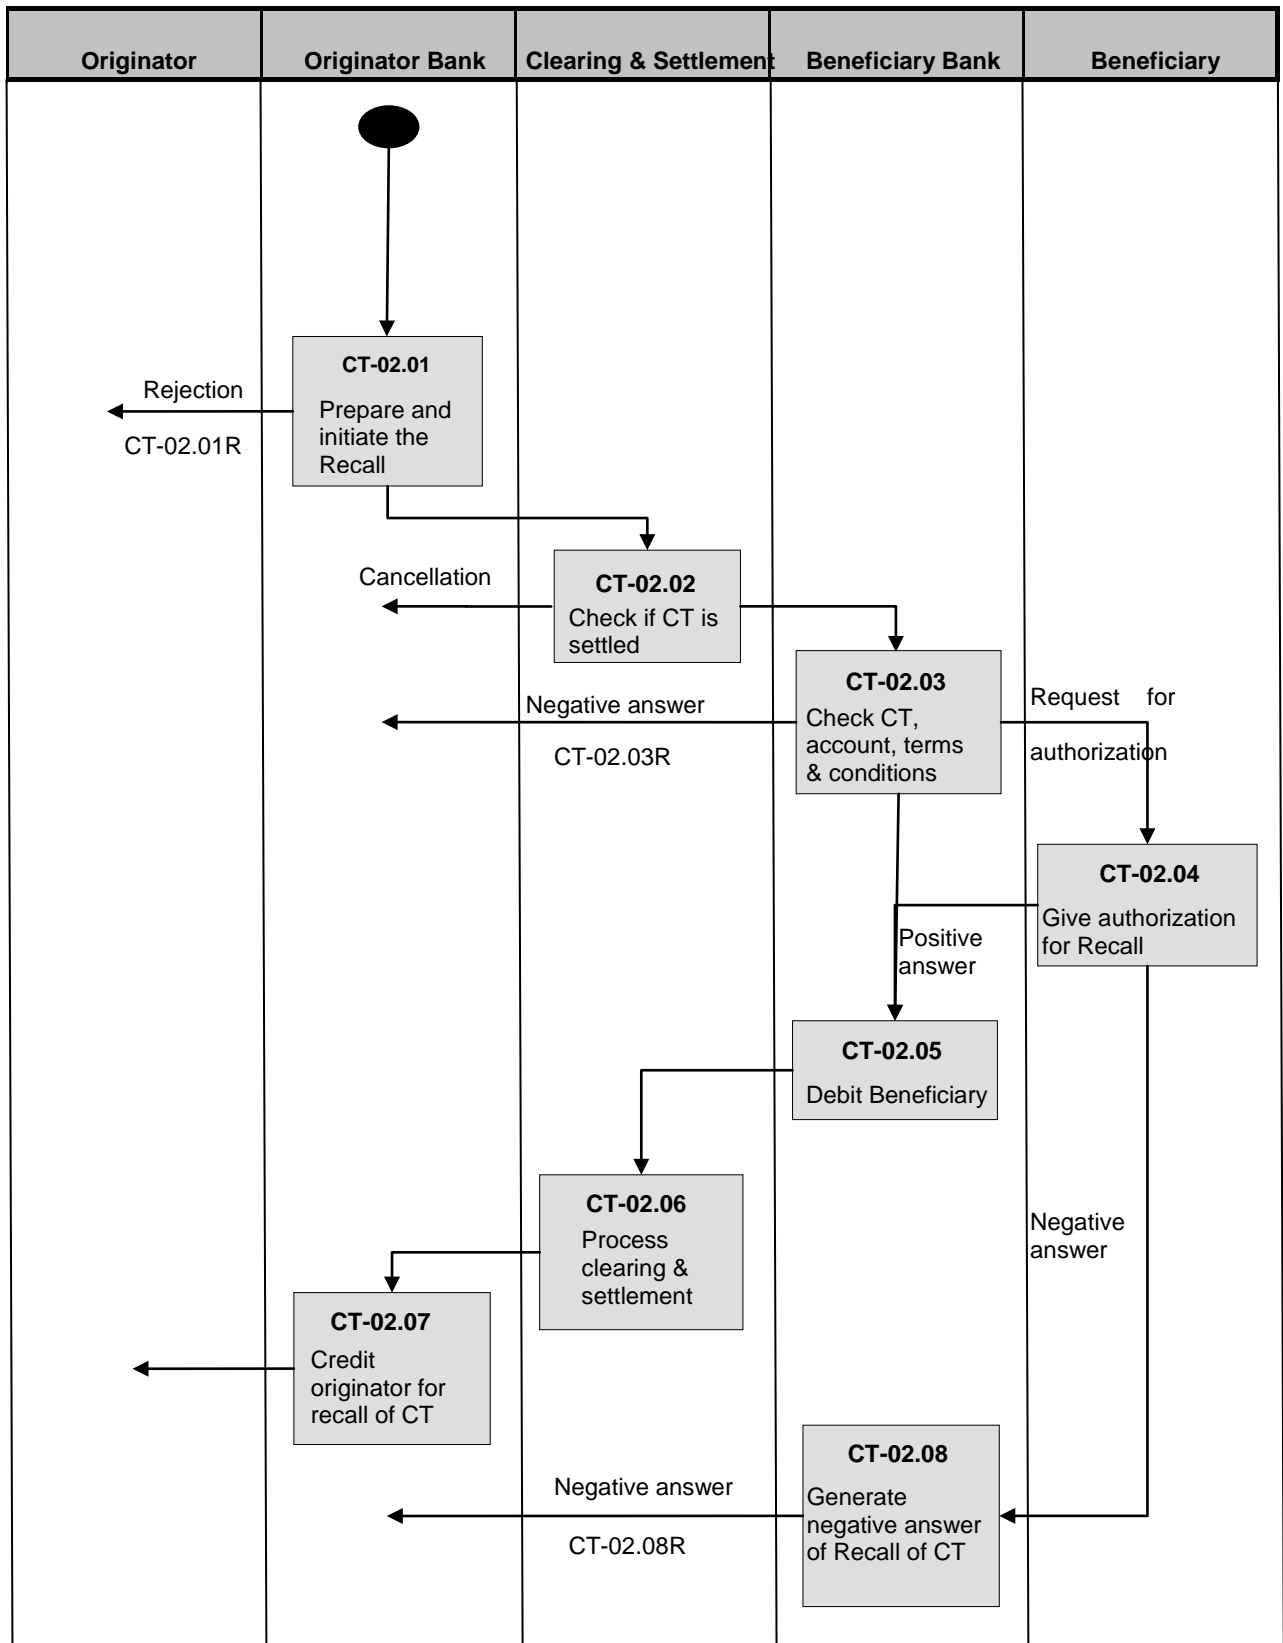 Originator
Originator Bank
Clearing & Settlement
Beneficiary Bank
Beneficiary
CT-02.01
Prepare and
initiate the
Recall
Rejection
CT-02.01R
Cancellation
CT-02.02
Check if CT is
settled
CT-02.03
Check CT,
account, terms
& conditions
Negative answer
CT-02.03R
Request for
authorization
CT-02.04
Give authorization
for Recall
Positive
answer
CT-02.05
Debit Beneficiary
CT-02.06
Process
clearing &
settlement
Negative
answer
CT-02.07
Credit
originator for
recall of CT
CT-02.08
Generate
negative answer
of Recall of CT
Negative answer
CT-02.08R